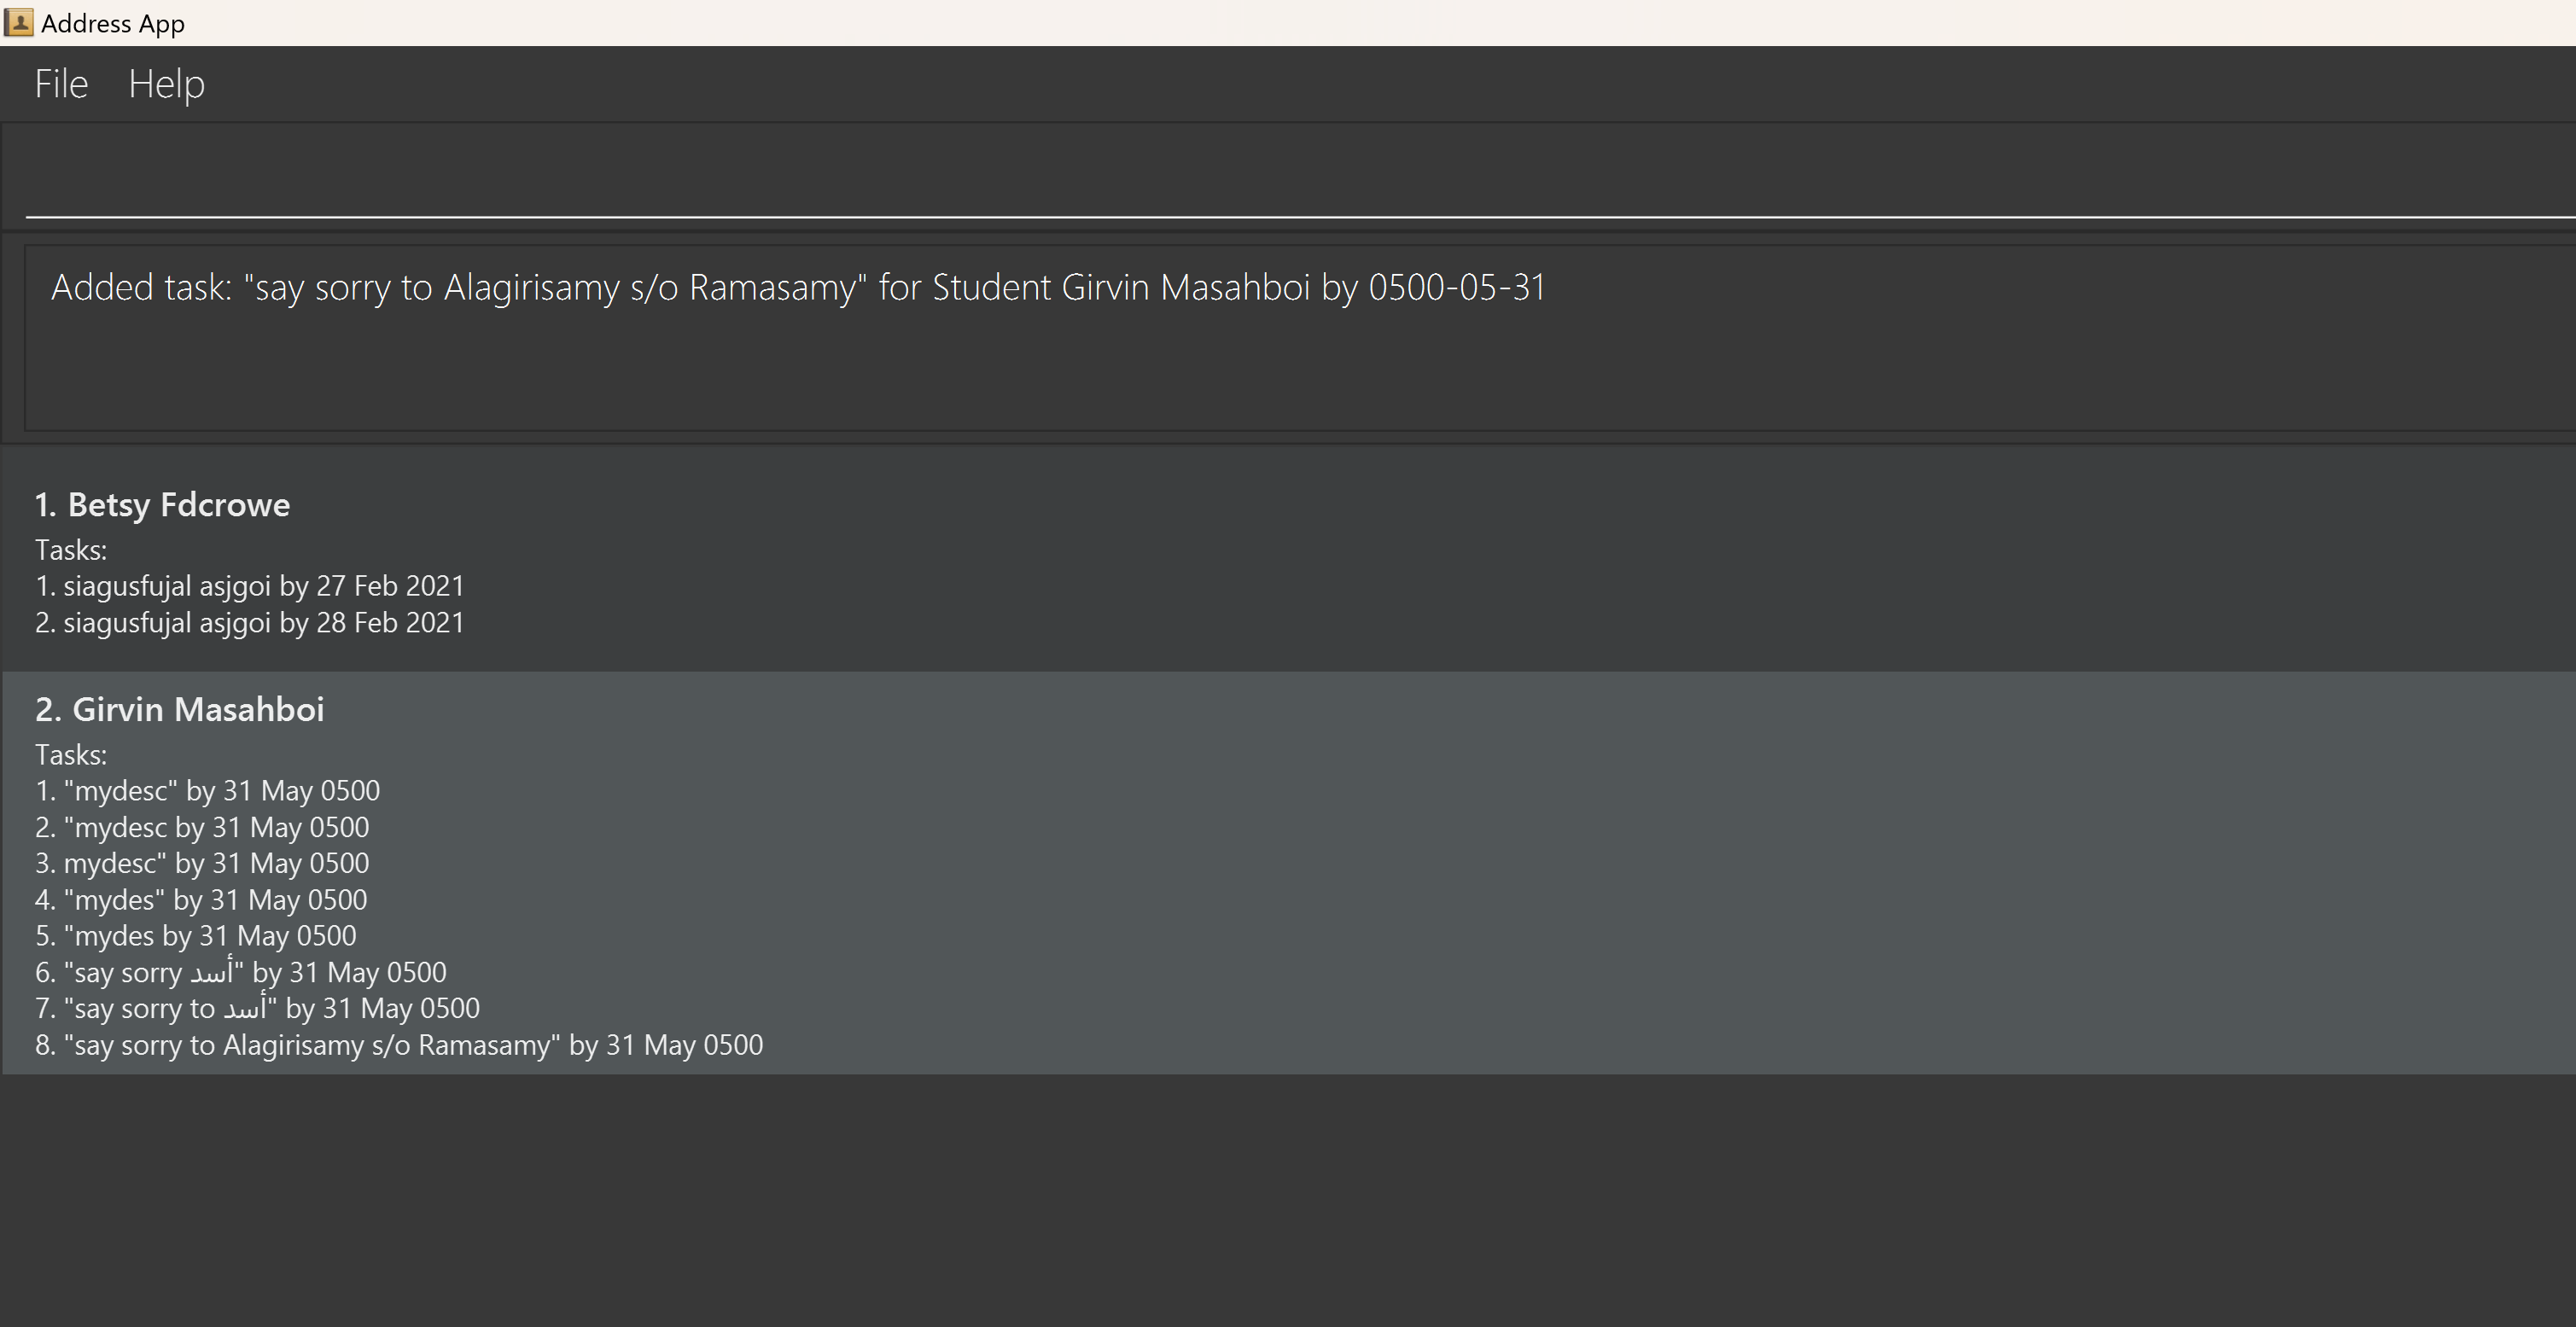 Address App
File Help
Added task: "say sorry to Alagirisamy s/o Ramasamy" for Student Girvin Masahboi by 0500-05-31
1. Betsy Fdcrowe
Tasks:
1. siagusfujal asjgoi by 27 Feb 2021
2. siagusfujal asjgoi by 28 Feb 2021
2. Girvin Masahboi
Tasks:
1. "mydesc" by 31 May 0500
2. "mydesc by 31 May 0500
3. mydesc" by 31 May 0500
4. "mydes" by 31 May 0500
5. "mydes by 31 May 0500
6. "say sorry أسد" by 31 May 0500
7. "say sorry to أسد" by 31 May 0500
8. "say sorry to Alagirisamy s/o Ramasamy" by 31 May 0500